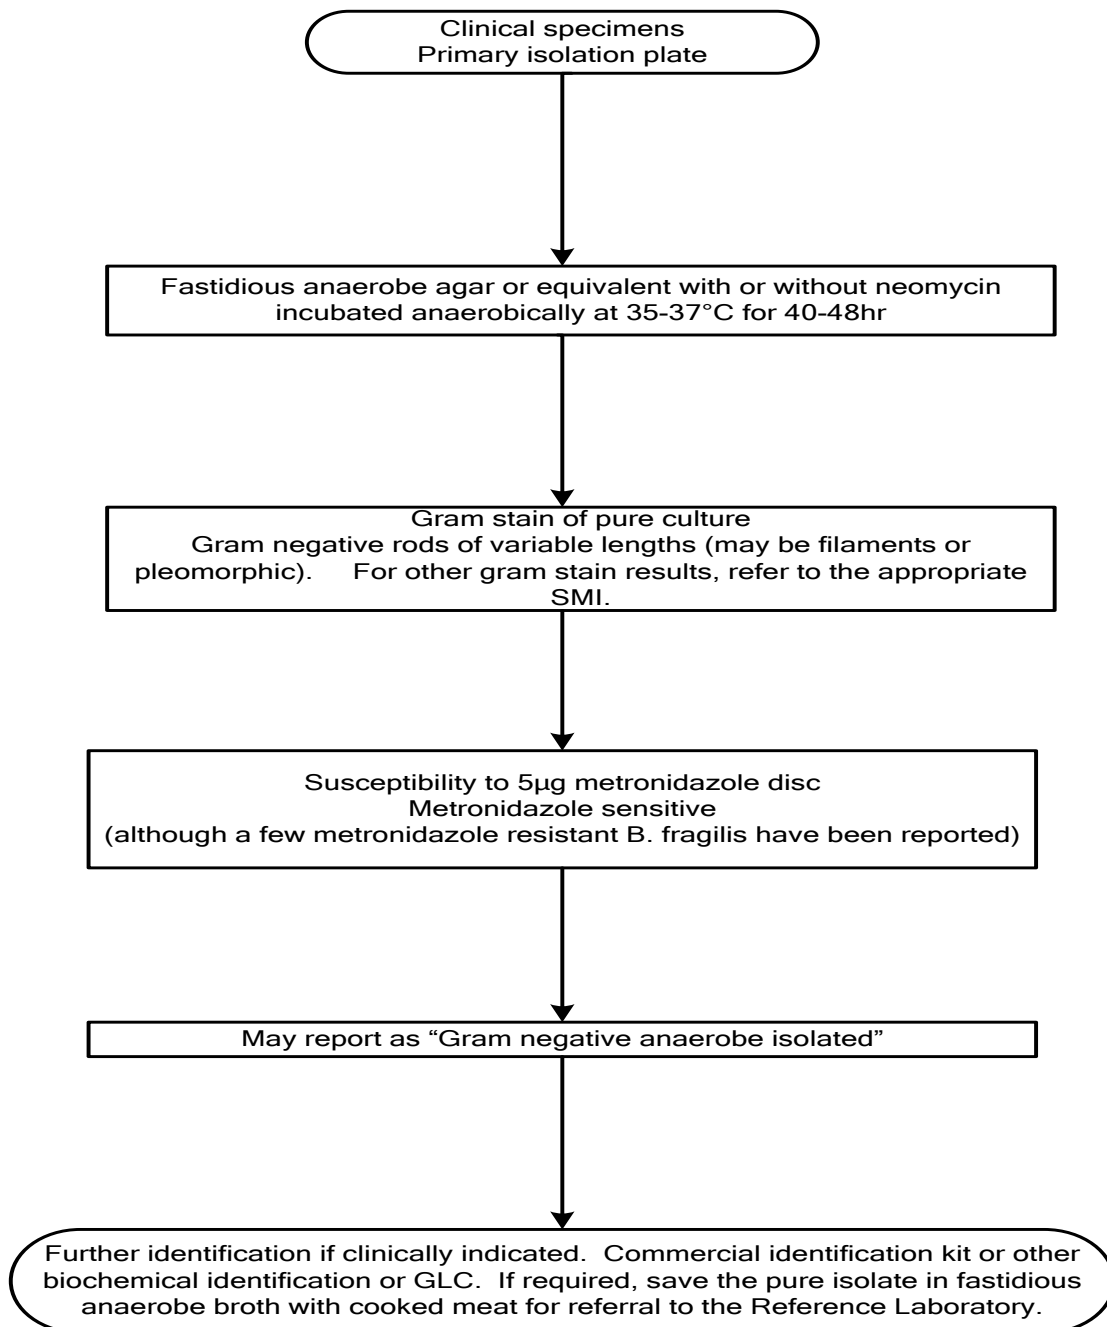 Clinical specimens
Primary isolation plate
Fastidious anaerobe agar or equivalent with or without neomycin
incubated anaerobically at 35-37°C for 40-48hr
Gram stain of pure culture
Gram negative rods of variable lengths (may be filaments or
pleomorphic). For other gram stain results, refer to the appropriate
SMI.
Susceptibility to 5µg metronidazole disc
Metronidazole sensitive
(although a few metronidazole resistant B. fragilis have been reported)
May report as “Gram negative anaerobe isolated”
Further identification if clinically indicated. Commercial identification kit or other
biochemical identification or GLC. If required, save the pure isolate in fastidious
anaerobe broth with cooked meat for referral to the Reference Laboratory.